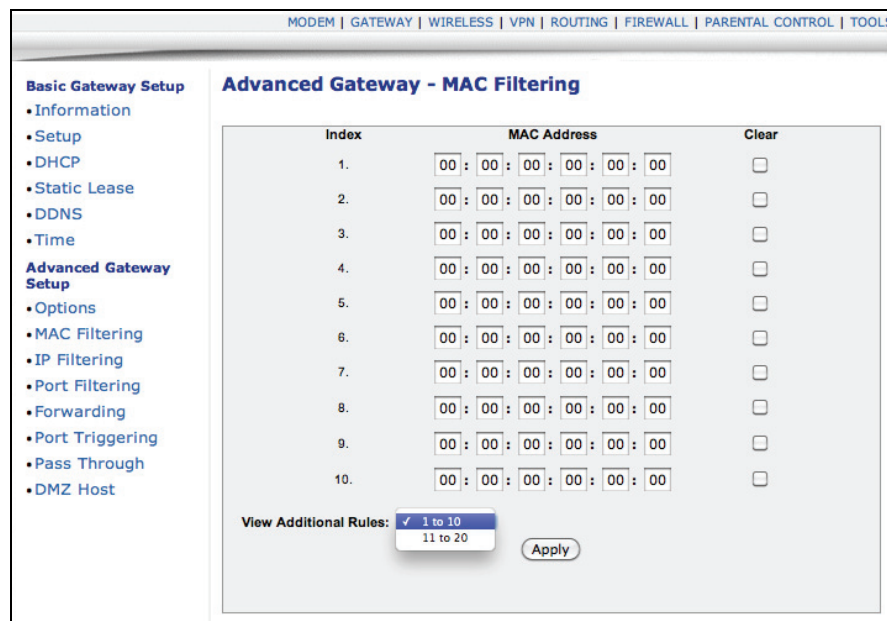 MODEM | GATEWAY | WIRELESS | VPN | ROUTING | FIREWALL | PARENTAL CONTROL | TOOLS
Basic Gateway Setup
• Information
• Setup
• DHCP
• Static Lease
• DDNS
• Time
Advanced Gateway
Setup
• Options
• MAC Filtering
• IP Filtering
• Port Filtering
• Forwarding
• Port Triggering
• Pass Through
• DMZ Host
Advanced Gateway - MAC Filtering
Index MAC Address Clear
1. 00 : 00 : 00 : 00 : 00 : 00
2. 00 : 00 : 00 : 00 : 00 : 00
3. 00 : 00 : 00 : 00 : 00 : 00
4. 00 : 00 : 00 : 00 : 00 : 00
5. 00 : 00 : 00 : 00 : 00 : 00
6. 00 : 00 : 00 : 00 : 00 : 00
7. 00 : 00 : 00 : 00 : 00 : 00
8. 00 : 00 : 00 : 00 : 00 : 00
9. 00 : 00 : 00 : 00 : 00 : 00
10. 00 : 00 : 00 : 00 : 00 : 00
View Additional Rules: ✓ 1 to 10
11 to 20
Apply